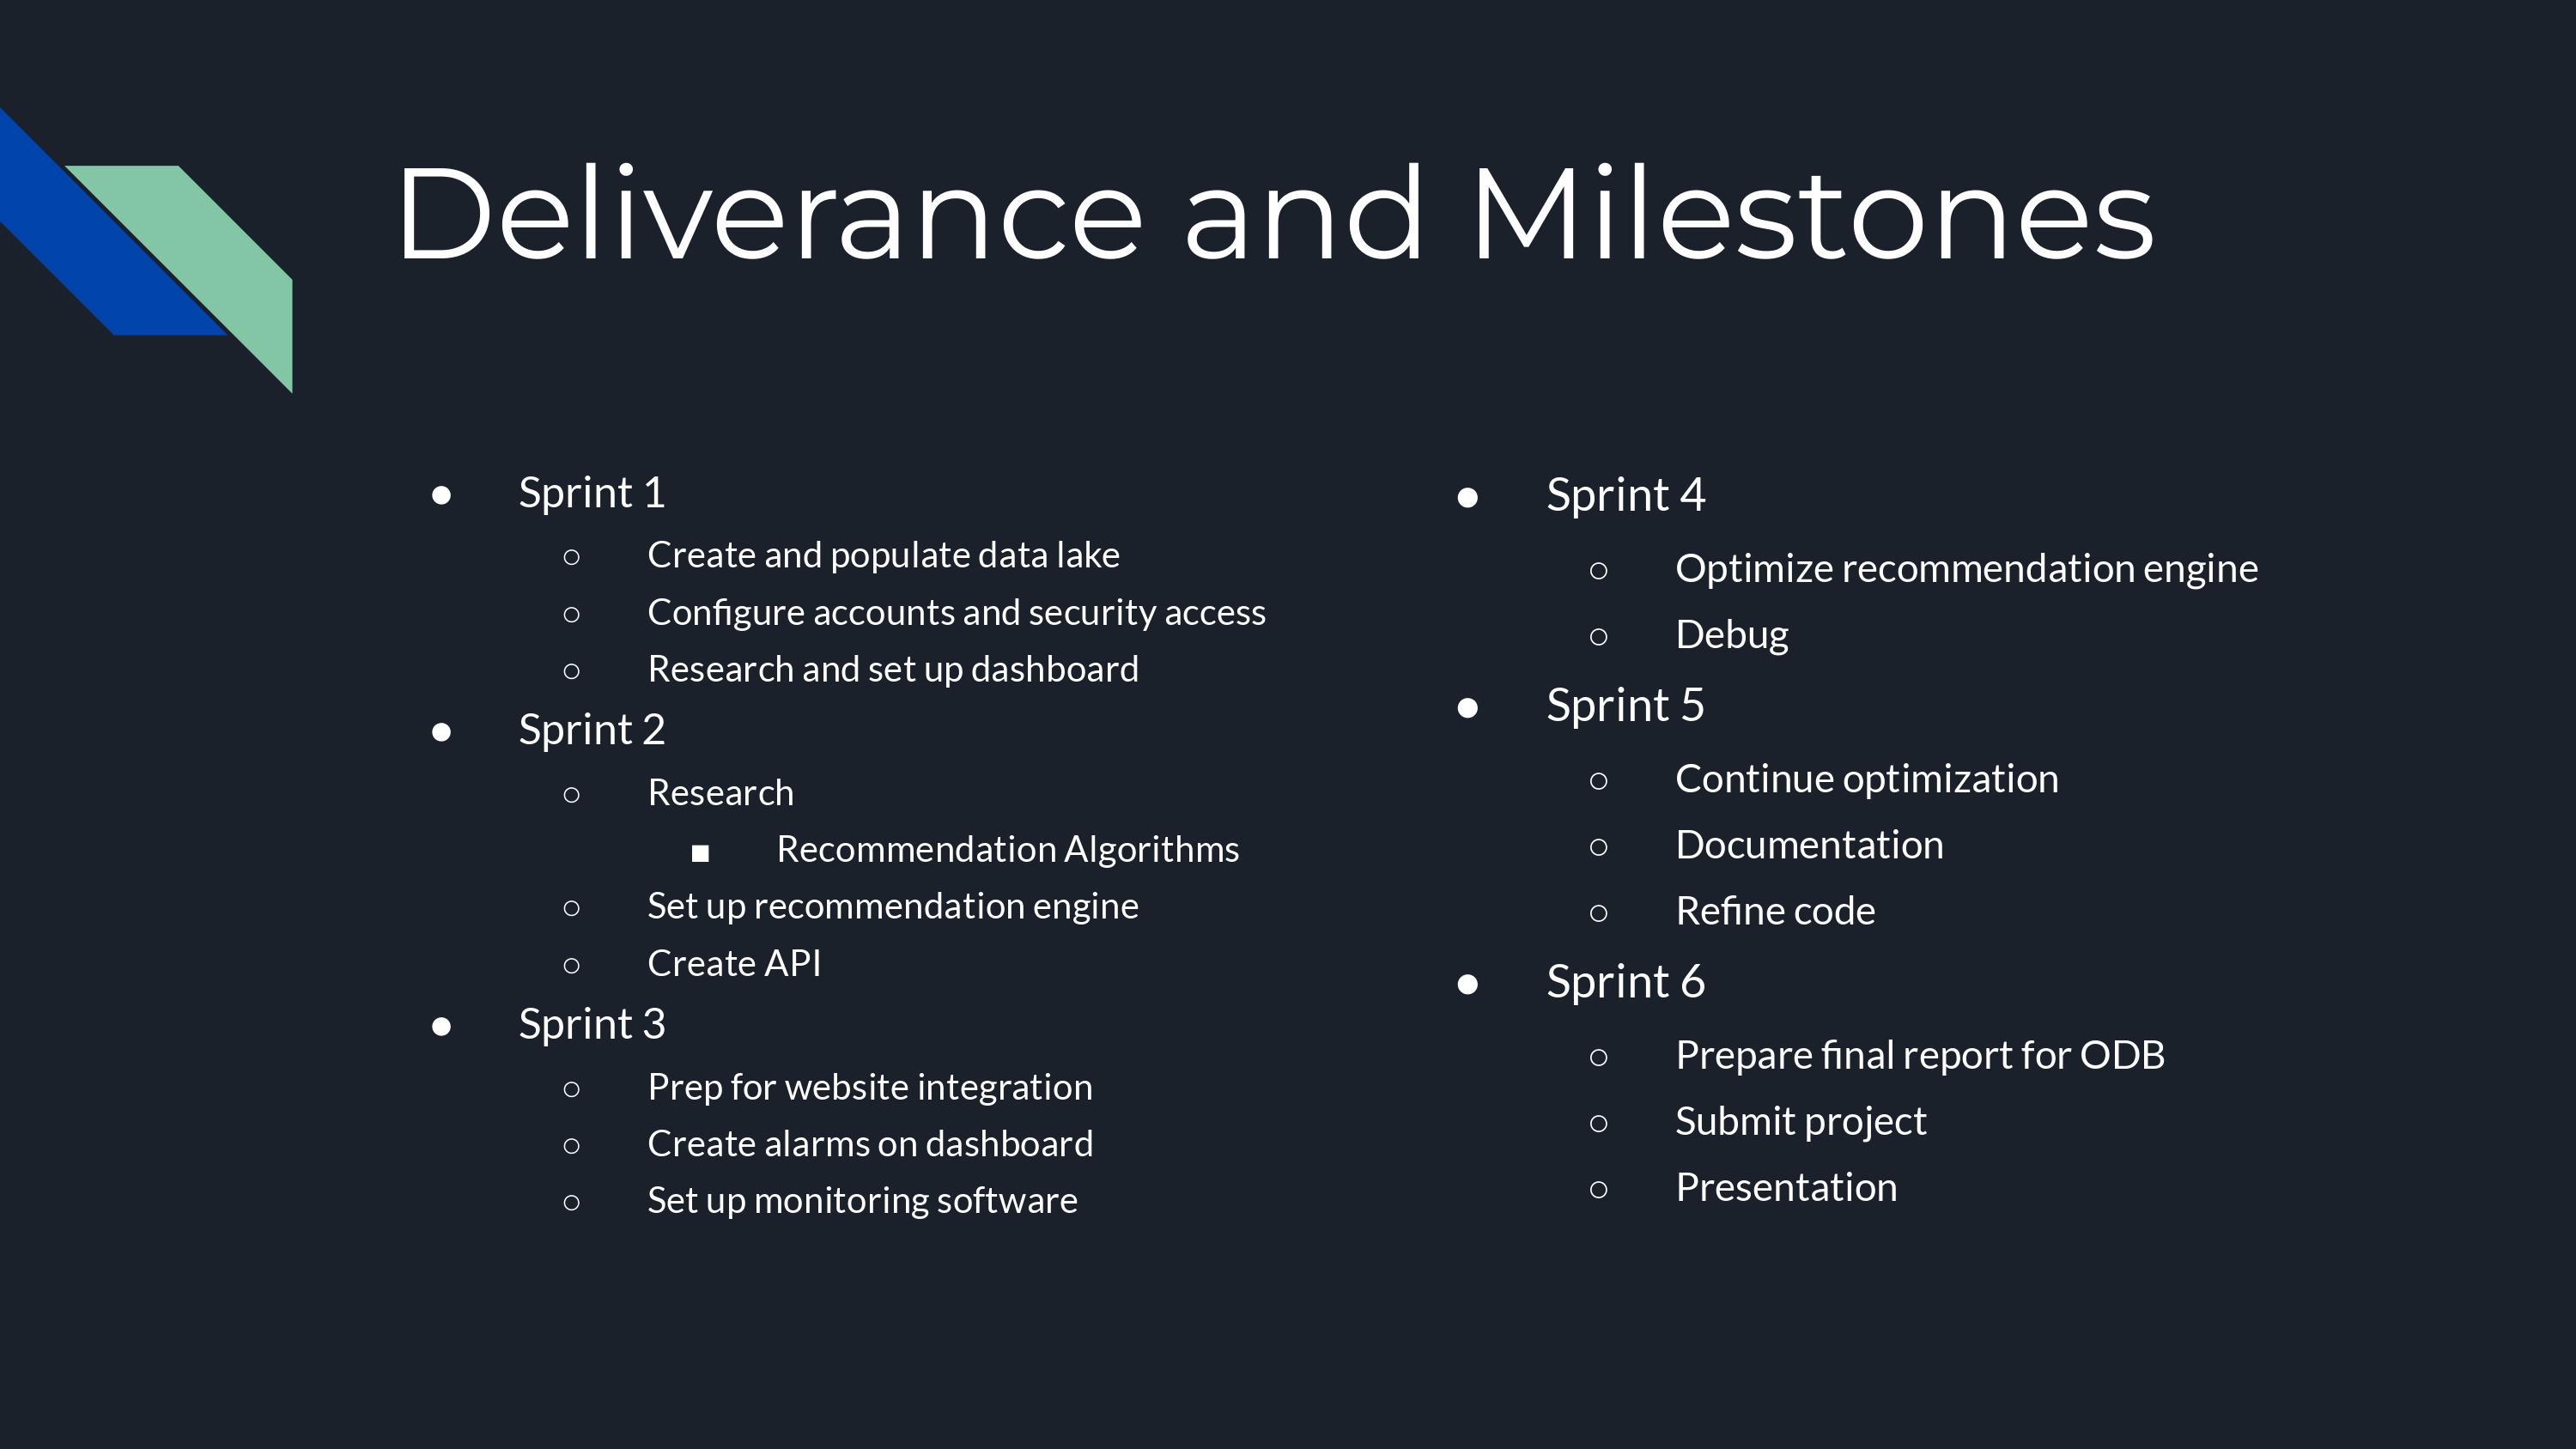 Deliverance and Milestones
● Sprint 1
○ Create and populate data lake
○ Configure accounts and security access
○ Research and set up dashboard
● Sprint 2
○ Research
■ Recommendation Algorithms
○ Set up recommendation engine
○ Create API
● Sprint 3
○ Prep for website integration
○ Create alarms on dashboard
○ Set up monitoring software
● Sprint 4
○ Optimize recommendation engine
○ Debug
● Sprint 5
○ Continue optimization
○ Documentation
○ Refine code
● Sprint 6
○ Prepare final report for ODB
○ Submit project
○ Presentation